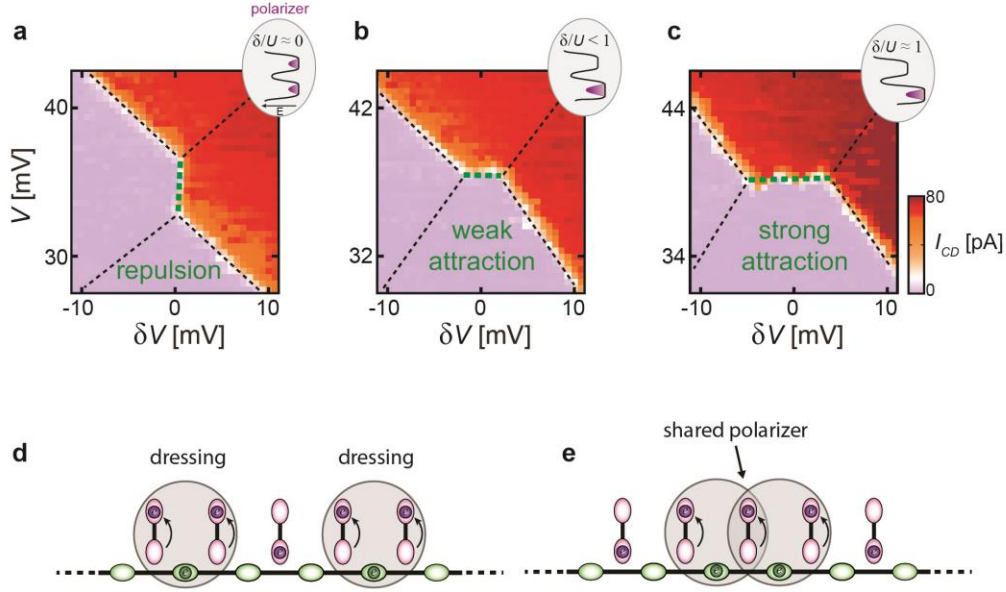 polarizer
a
b
c
δ/U ≈ 0
δ/U < 1
δ/U ≈ 1
E
V [mV]
40
30
42
32
44
34
repulsion
weak
attraction
strong
attraction
80
I_CD [pA]
0
-10
0
10
-10
0
10
-10
0
10
δV [mV]
δV [mV]
δV [mV]
d
dressing
dressing
shared polarizer
e